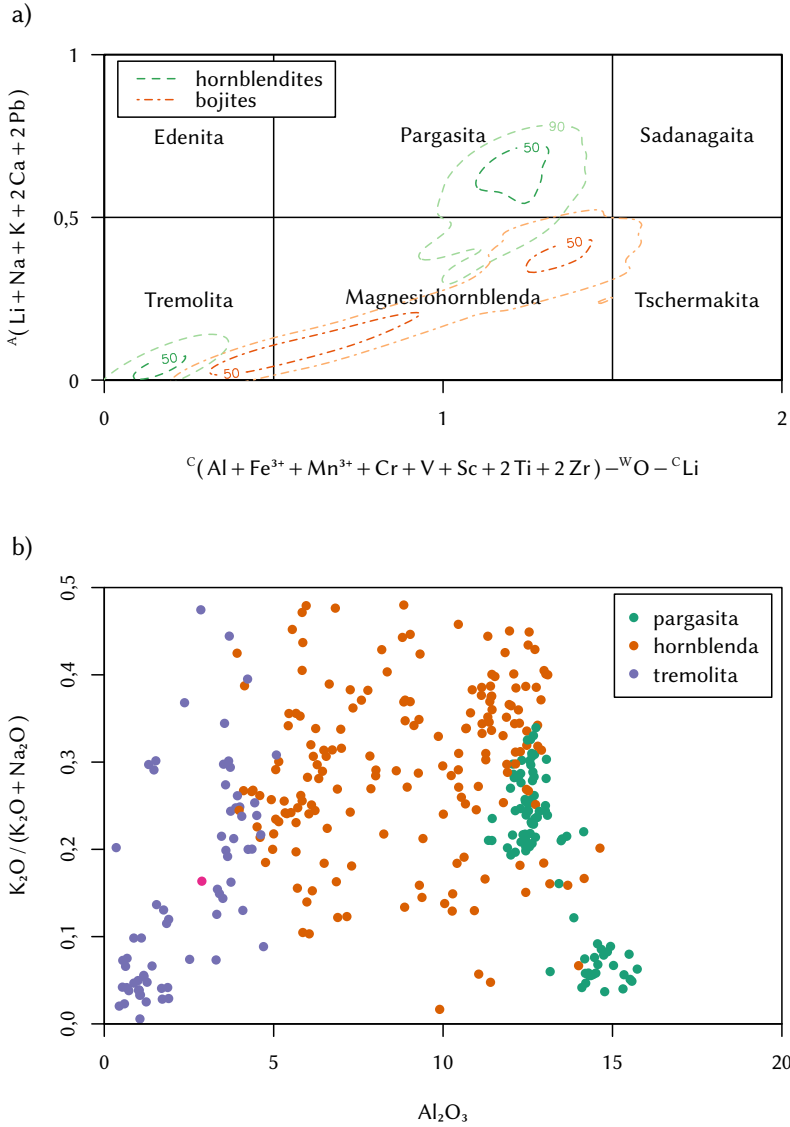 a)
1
hornblendites
bojites
Edenita
Pargasita
Sadanagaita
90
50
0,5
50
Tremolita
Magnesiohornblenda
Tschermakita
50
50
0
0
1
2
ᴬ(Li + Na + K + 2 Ca + 2 Pb)
ᶜ(Al + Fe³⁺ + Mn³⁺ + Cr + V + Sc + 2 Ti + 2 Zr) – ᵂO – ᶜLi
b)
0,5
0,4
0,3
0,2
0,1
0,0
pargasita
hornblenda
tremolita
K₂O / (K₂O + Na₂O)
0
5
10
15
20
Al₂O₃